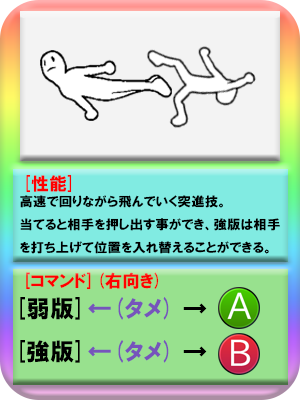 [性能]
高速で回りながら飛んでいく突進技。
当てると相手を押し出す事ができ、強版は相手
を打ち上げて位置を入れ替えることができる。
[コマンド] (右向き)
[弱版] ←(タメ) → A
[強版] ←(タメ) → B